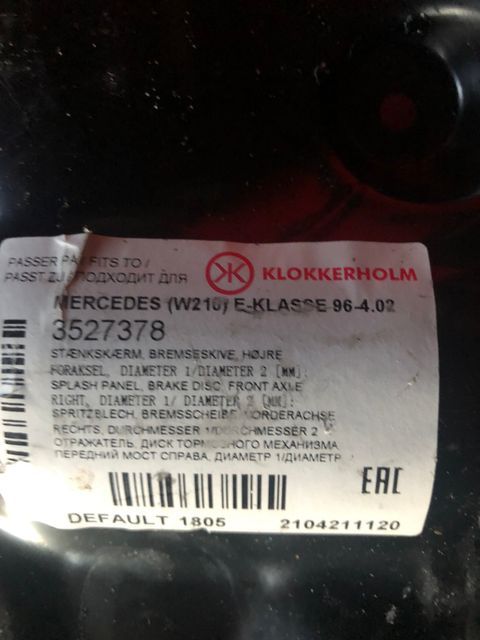 PASSER PÅ/ FITS TO /
PASST ZU ПОДХОДИТ ДЛЯ
KLOKKERHOLM
MERCEDES (W210) E-KLASSE 96-4.02
3527378
STÆNKSKÆRM, BREMSESKIVE, HØJRE
FORAKSEL, DIAMETER 1/DIAMETER 2 [MM]:
SPLASH PANEL, BRAKE DISC, FRONT AXLE
RIGHT, DIAMETER 1/ DIAMETER 2 [MM]:
SPRITZBLECH, BREMSSCHEIBE, VORDERACHSE
RECHTS, DURCHMESSER 1/DURCHMESSER 2
ОТРАЖАТЕЛЬ, ДИСК ТОРМОЗНОГО МЕХАНИЗМА
ПЕРЕДНИЙ МОСТ СПРАВА, ДИАМЕТР 1/ДИАМЕТР
EAC
DEFAULT 1805 2104211120